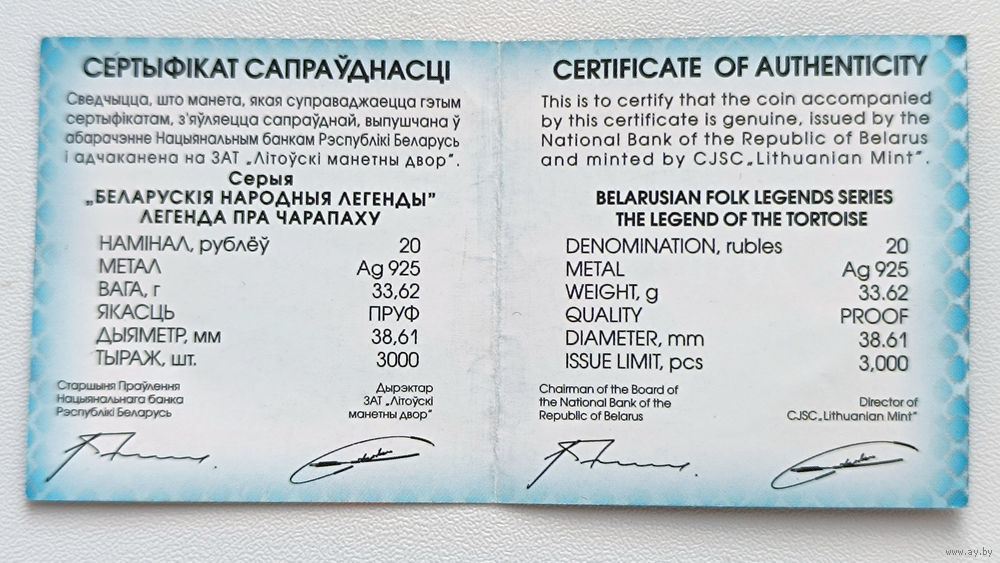 СЕРТЫФІКАТ САПРАЎДНАСЦІ
Сведчыцца, што манета, якая суправаджаецца гэтым
сертыфікатам, з'яўляецца сапраўднай, выпушчана ў
абарачэнне Нацыянальным банкам Рэспублікі Беларусь
і адчаканена на ЗАТ „Літоўскі манетны двор".
Серыя
„БЕЛАРУСКІЯ НАРОДНЫЯ ЛЕГЕНДЫ"
ЛЕГЕНДА ПРА ЧАРАПАХУ
НАМІНАЛ, рублёў 20
МЕТАЛ Ag 925
ВАГА, г 33,62
ЯКАСЦЬ ПРУФ
ДЫЯМЕТР, мм 38,61
ТЫРАЖ, шт. 3000
Старшыня Праўлення
Нацыянальнага банка
Рэспублікі Беларусь
Дырэктар
ЗАТ „Літоўскі
манетны двор"
CERTIFICATE OF AUTHENTICITY
This is to certify that the coin accompanied
by this certificate is genuine, issued by the
National Bank of the Republic of Belarus
and minted by CJSC „Lithuanian Mint".
BELARUSIAN FOLK LEGENDS SERIES
THE LEGEND OF THE TORTOISE
DENOMINATION, rubles 20
METAL Ag 925
WEIGHT, g 33.62
QUALITY PROOF
DIAMETER, mm 38.61
ISSUE LIMIT, pcs 3,000
Chairman of the Board of
the National Bank of the
Republic of Belarus
Director of
CJSC „Lithuanian Mint"
www.ay.by